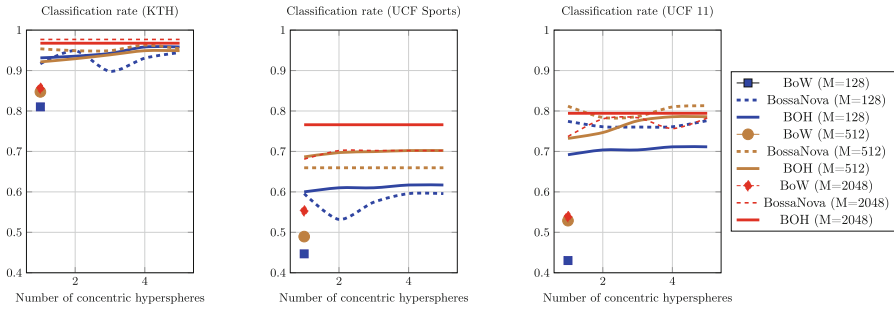 Classification rate (KTH)
1
0.9
0.8
0.7
0.6
0.5
0.4
2
4
Number of concentric hyperspheres
Classification rate (UCF Sports)
1
0.9
0.8
0.7
0.6
0.5
0.4
2
4
Number of concentric hyperspheres
Classification rate (UCF 11)
1
0.9
0.8
0.7
0.6
0.5
0.4
2
4
Number of concentric hyperspheres
BoW (M=128)
BossaNova (M=128)
BOH (M=128)
BoW (M=512)
BossaNova (M=512)
BOH (M=512)
BoW (M=2048)
BossaNova (M=2048)
BOH (M=2048)